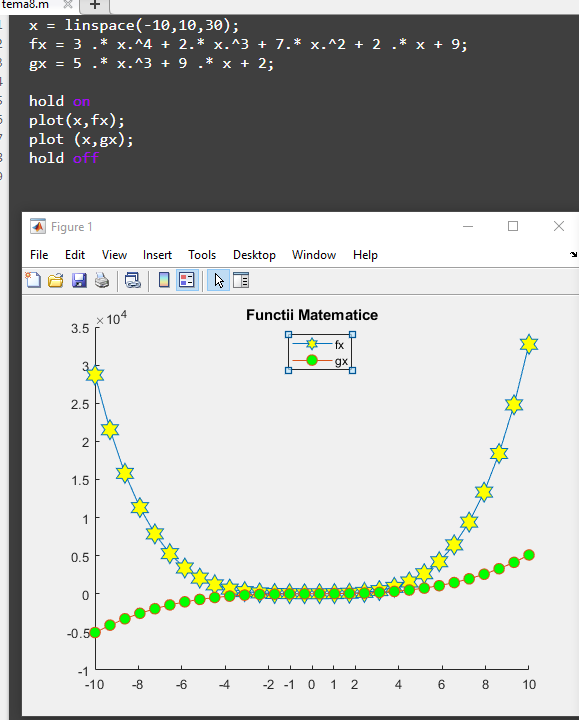 tema8.m
x = linspace(-10,10,30);
fx = 3 .* x.^4 + 2.* x.^3 + 7.* x.^2 + 2 .* x + 9;
gx = 5 .* x.^3 + 9 .* x + 2;
hold on
plot(x,fx);
plot (x,gx);
hold off
Figure 1
File Edit View Insert Tools Desktop Window Help
Functii Matematice
×10^4
3.5
3
2.5
2
1.5
1
0.5
0
-0.5
-1
fx
gx
-10 -8 -6 -4 -2 -1 0 1 2 4 6 8 10